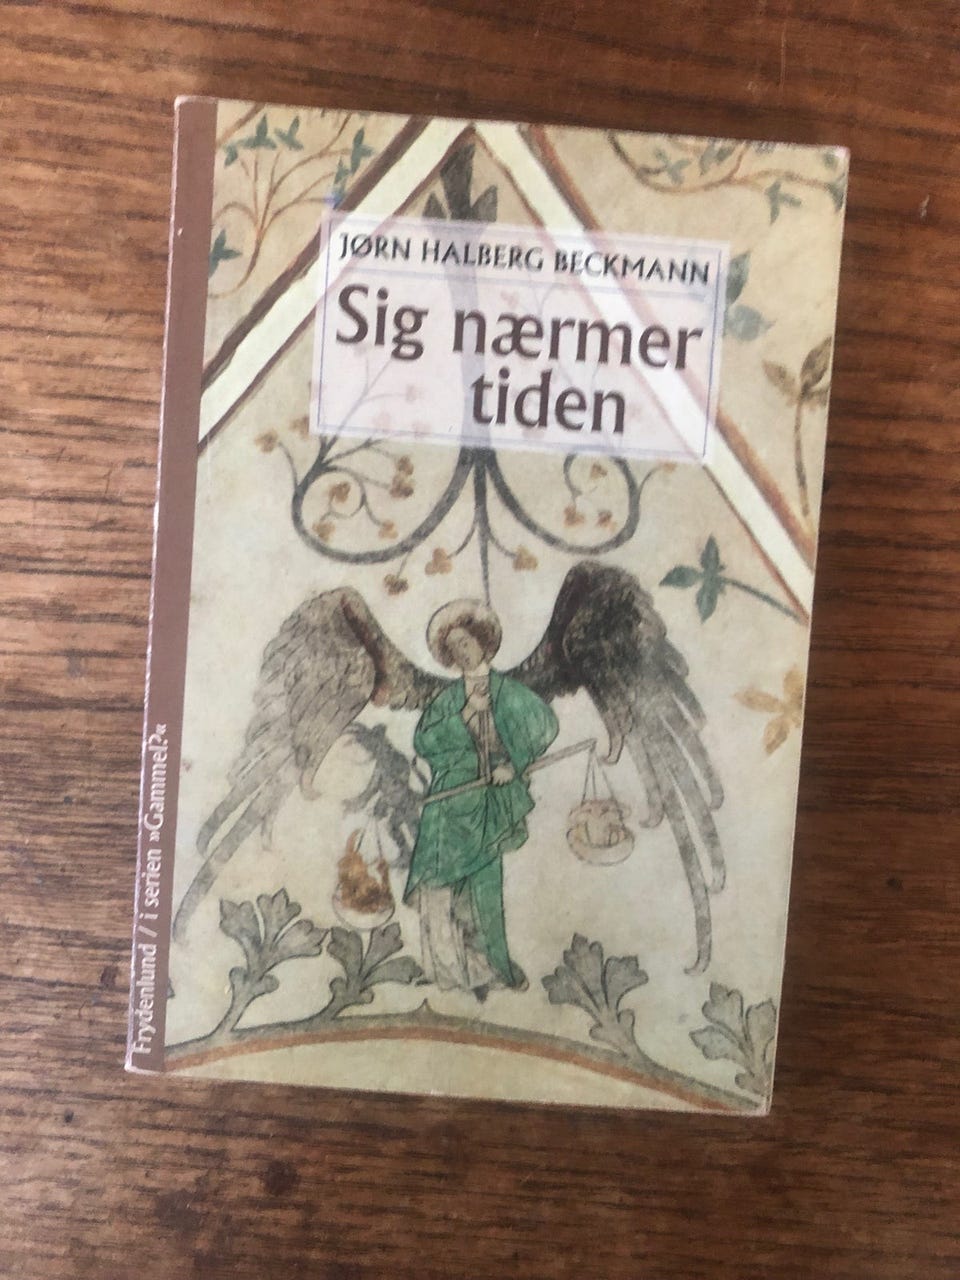 JØRN HALBERG BECKMANN
Sig nærmer
tiden
Frydenlund / i serien »Gammel?«